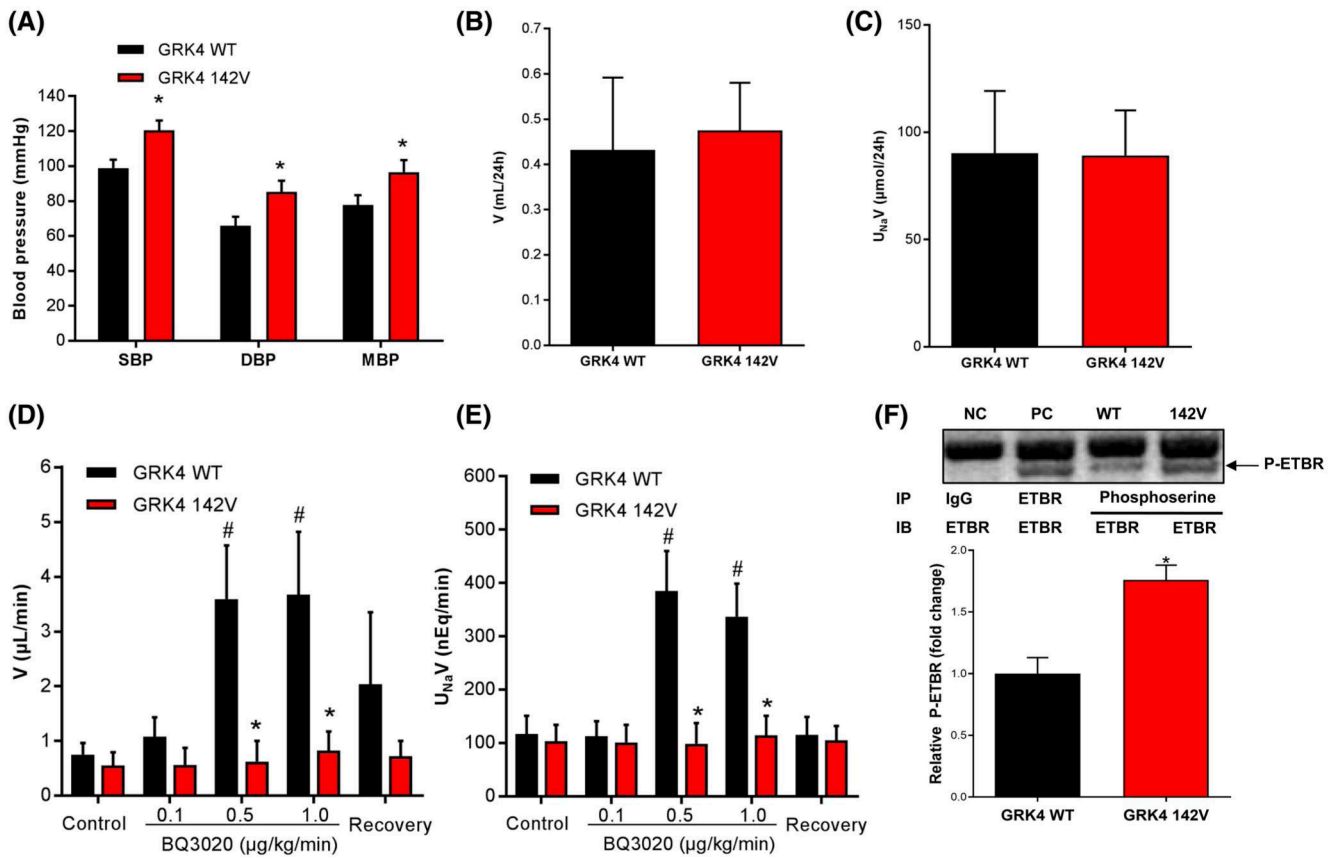 (A)
GRK4 WT
GRK4 142V
Blood pressure (mmHg)
140
120
100
80
60
40
20
0
* * *
SBP DBP MBP
(B)
V (mL/24h)
0.7
0.6
0.5
0.4
0.3
0.2
0.1
0.0
GRK4 WT GRK4 142V
(C)
UNaV (μmol/24h)
150
100
50
0
GRK4 WT GRK4 142V
(D)
GRK4 WT
GRK4 142V
V (μL/min)
6
5
4
3
2
1
0
# #
* *
Control 0.1 0.5 1.0 Recovery
BQ3020 (μg/kg/min)
(E)
GRK4 WT
GRK4 142V
UNaV (nEq/min)
600
500
400
300
200
100
0
# #
* *
Control 0.1 0.5 1.0 Recovery
BQ3020 (μg/kg/min)
(F)
NC PC WT 142V
P-ETBR
IP IgG ETBR Phosphoserine
IB ETBR ETBR ETBR ETBR
Relative P-ETBR (fold change)
2.0
1.5
1.0
0.5
0.0
*
GRK4 WT GRK4 142V